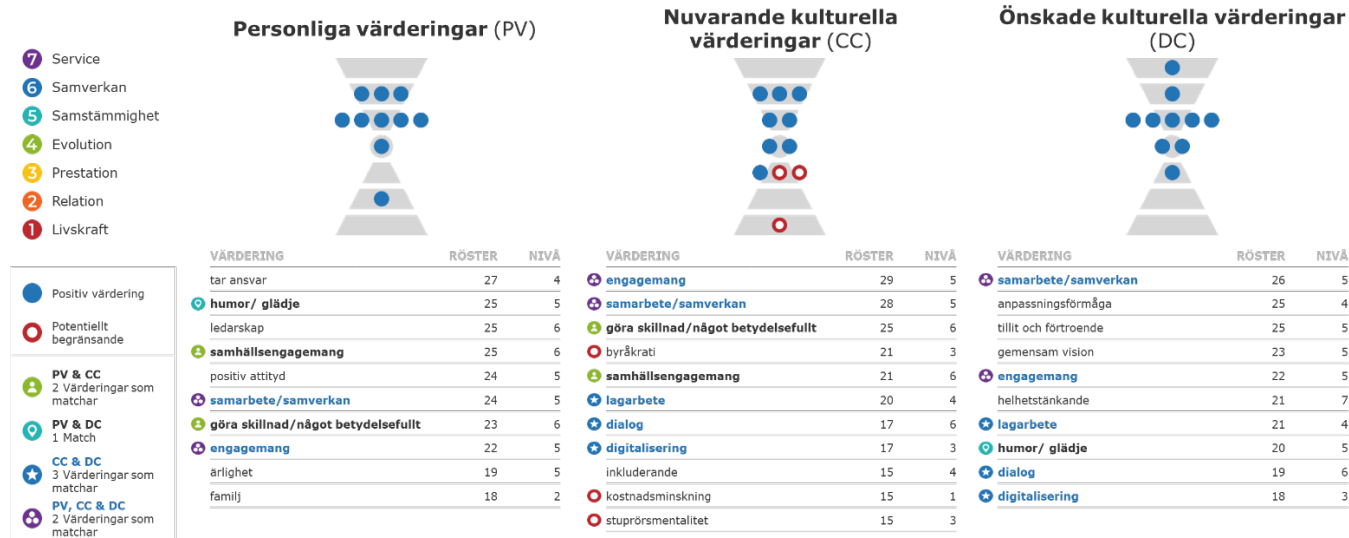 Personliga värderingar (PV)
Nuvarande kulturella
värderingar (CC)
Önskade kulturella värderingar
(DC)
7 Service
6 Samverkan
5 Samstämmighet
4 Evolution
3 Prestation
2 Relation
1 Livskraft
Positiv värdering
Potentiellt
begränsande
PV & CC
2 Värderingar som
matchar
PV & DC
1 Match
CC & DC
3 Värderingar som
matchar
PV, CC & DC
2 Värderingar som
matchar
VÄRDERING RÖSTER NIVÅ
tar ansvar 27 4
humor/ glädje 25 5
ledarskap 25 6
samhällsengagemang 25 6
positiv attityd 24 5
samarbete/samverkan 24 5
göra skillnad/något betydelsefullt 23 6
engagemang 22 5
ärlighet 19 5
familj 18 2
VÄRDERING RÖSTER NIVÅ
engagemang 29 5
samarbete/samverkan 28 5
göra skillnad/något betydelsefullt 25 6
byråkrati 21 3
samhällsengagemang 21 6
lagarbete 20 4
dialog 17 6
digitalisering 17 3
inkluderande 15 4
kostnadsminskning 15 1
stuprörsmentalitet 15 3
VÄRDERING RÖSTER NIVÅ
samarbete/samverkan 26 5
anpassningsförmåga 25 4
tillit och förtroende 25 5
gemensam vision 23 5
engagemang 22 5
helhetstänkande 21 7
lagarbete 21 4
humor/ glädje 20 5
dialog 19 6
digitalisering 18 3